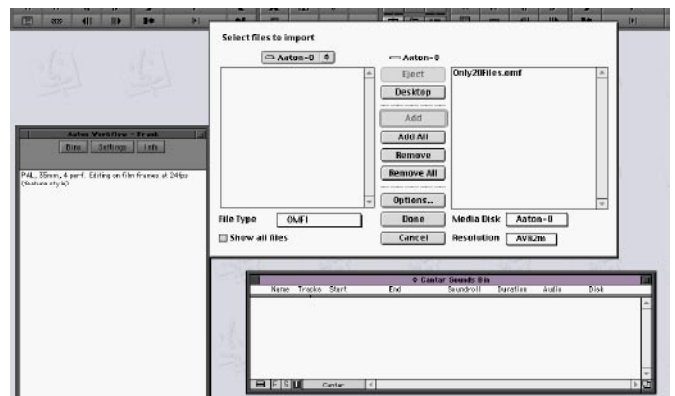 Select files to import
Aaton-0
Aaton-0
Eject
Only20Files.omf
Desktop
Add
Add All
Remove
Remove All
Options...
File Type
OMFI
Done
Media Disk
Aaton-0
Show all files
Cancel
Resolution
AVR2m
Aaton Workflow - Frank
Bins
Settings
Info
PAL, 35mm, 4 perf. Editing on film frames at 24fps
(feature style).
Cantar Sounds Bin
Name Tracks Start End Soundroll Duration Audio Disk
Cantar